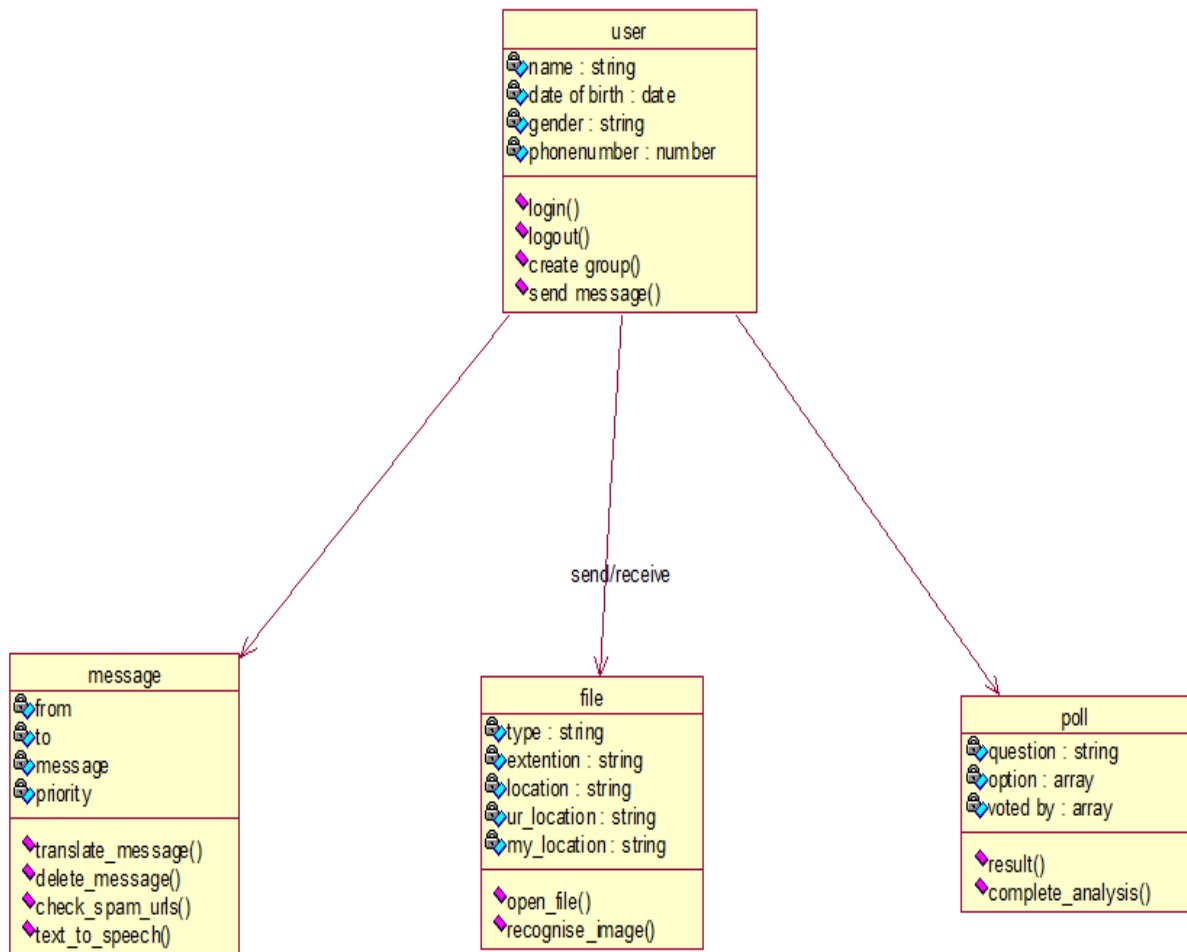 user
name : string
date of birth : date
gender : string
phonenumber : number
login()
logout()
create group()
send message()
send/receive
message
from
to
message
priority
translate_message()
delete_message()
check_spam_urls()
text_to_speech()
file
type : string
extention : string
location : string
ur_location : string
my_location : string
open_file()
recognise_image()
poll
question : string
option : array
voted by : array
result()
complete_analysis()